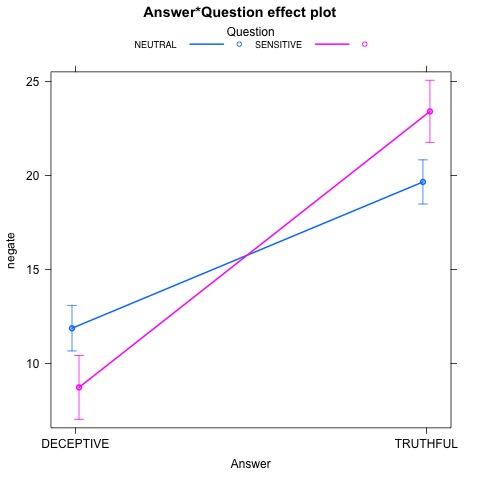 Answer*Question effect plot
Question
NEUTRAL SENSITIVE
25
20
15
10
negate
DECEPTIVE TRUTHFUL
Answer